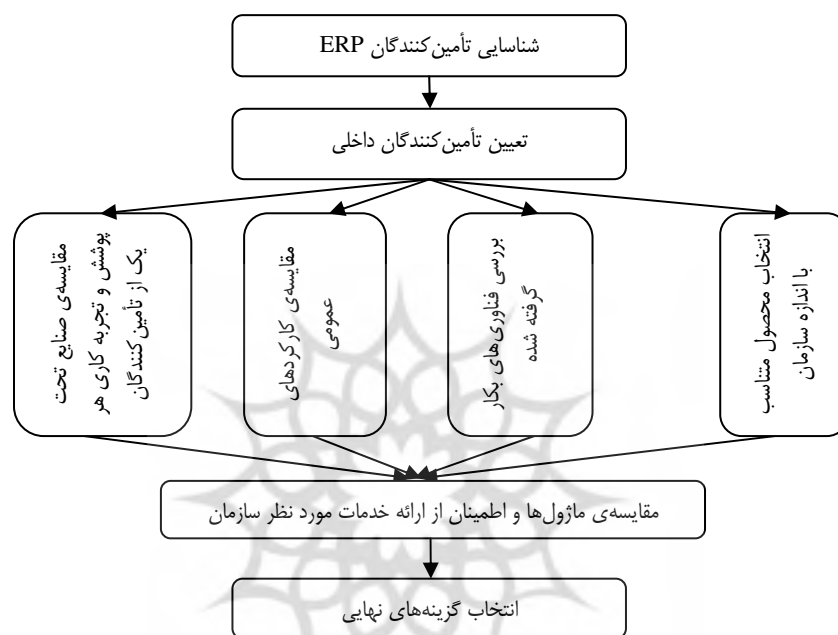 شناسایی تأمین‌کنندگان ERP
تعیین تأمین‌کنندگان داخلی
انتخاب محصول متناسب
با اندازه سازمان
بررسی فناوری‌های بکار
گرفته شده
مقایسه‌ی کارکردهای
عمومی
مقایسه‌ی صنایع تحت
پوشش و تجربه کاری هر
یک از تأمین‌کنندگان
مقایسه‌ی ماژول‌ها و اطمینان از ارائه خدمات مورد نظر سازمان
انتخاب گزینه‌های نهایی